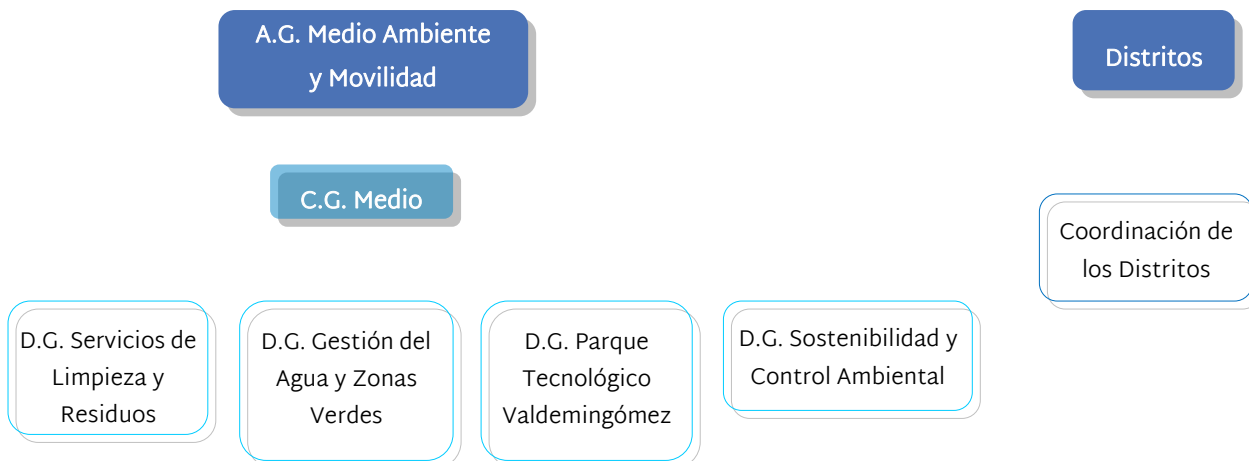 A.G. Medio Ambiente
y Movilidad
Distritos
C.G. Medio
Coordinación de
los Distritos
D.G. Servicios de
Limpieza y
Residuos
D.G. Gestión del
Agua y Zonas
Verdes
D.G. Parque
Tecnológico
Valdemingómez
D.G. Sostenibilidad y
Control Ambiental